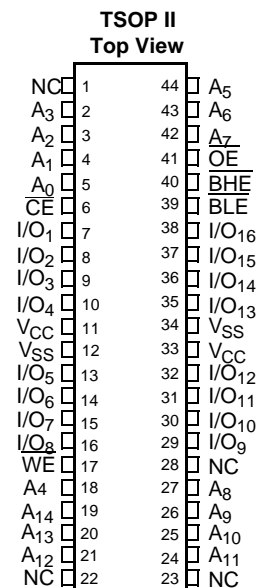 TSOP II
Top View
NC 1 44 A5
A3 2 43 A6
A2 3 42 A7
A1 4 41 OE
A0 5 40 BHE
CE 6 39 BLE
I/O1 7 38 I/O16
I/O2 8 37 I/O15
I/O3 9 36 I/O14
I/O4 10 35 I/O13
VCC 11 34 VSS
VSS 12 33 VCC
I/O5 13 32 I/O12
I/O6 14 31 I/O11
I/O7 15 30 I/O10
I/O8 16 29 I/O9
WE 17 28 NC
A4 18 27 A8
A14 19 26 A9
A13 20 25 A10
A12 21 24 A11
NC 22 23 NC